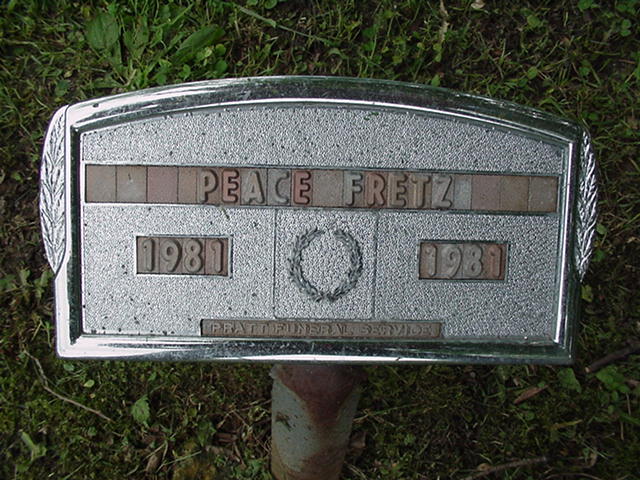 PEACE FRETZ
1981 1981
PRATT FUNERAL SERVICE